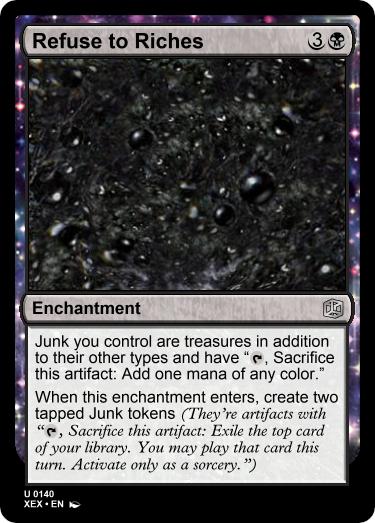 Refuse to Riches 3
Enchantment
Junk you control are treasures in addition
to their other types and have “, Sacrifice
this artifact: Add one mana of any color.”
When this enchantment enters, create two
tapped Junk tokens (They’re artifacts with
“, Sacrifice this artifact: Exile the top card
of your library. You may play that card this
turn. Activate only as a sorcery.”)
U 0140
XEX • EN